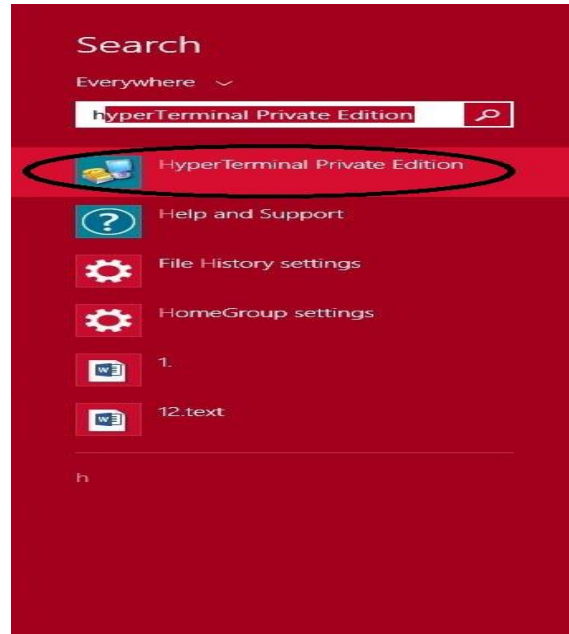 Search
Everywhere
hyperTerminal Private Edition
HyperTerminal Private Edition
Help and Support
File History settings
HomeGroup settings
1.
12.text
h